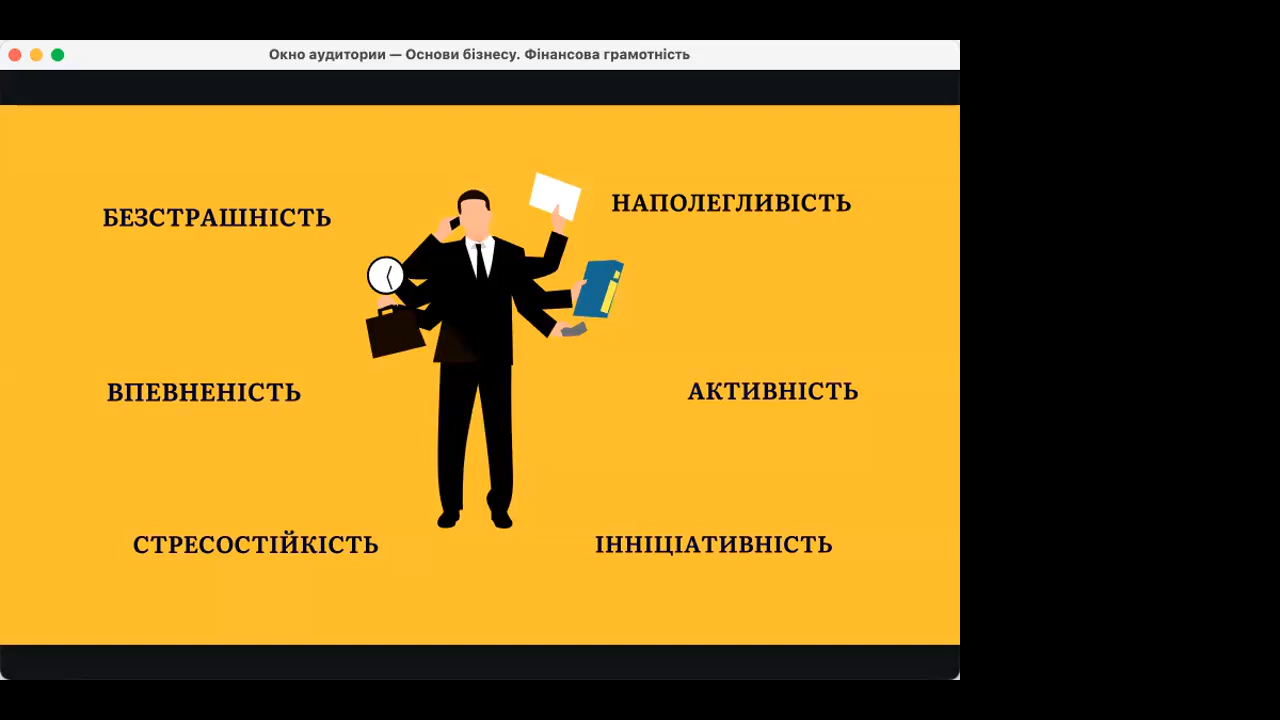 Окно аудитории — Основи бізнесу. Фінансова грамотність
БЕЗСТРАШНІСТЬ
НАПОЛЕГЛИВІСТЬ
ВПЕВНЕНІСТЬ
АКТИВНІСТЬ
СТРЕСОСТІЙКІСТЬ
ІННІЦІАТИВНІСТЬ